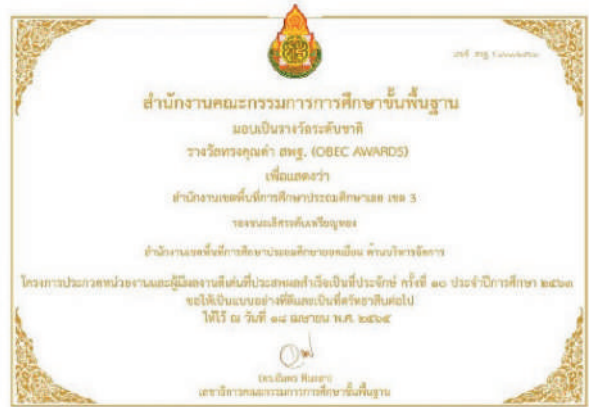 สำนักงานคณะกรรมการการศึกษาขั้นพื้นฐาน
มอบเป็นรางวัลระดับชาติ
รางวัลทรงคุณค่า สพฐ. (OBEC AWARDS)
เพื่อแสดงว่า
สำนักงานเขตพื้นที่การศึกษาประถมศึกษาเลย เขต 3
รองชนะเลิศระดับเหรียญทอง
สำนักงานเขตพื้นที่การศึกษาประถมศึกษายอดเยี่ยม ด้านบริหารจัดการ
โครงการประกวดหน่วยงานและผู้มีผลงานดีเด่นที่ประสบผลสำเร็จเป็นที่ประจักษ์ ครั้งที่ ๑๐ ประจำปีการศึกษา ๒๕๖๓
ขอให้เป็นแบบอย่างที่ดีและเป็นที่ศรัทธาสืบต่อไป
ให้ไว้ ณ วันที่ ๑๘ เมษายน พ.ศ. ๒๕๖๕
เลขาธิการคณะกรรมการการศึกษาขั้นพื้นฐาน